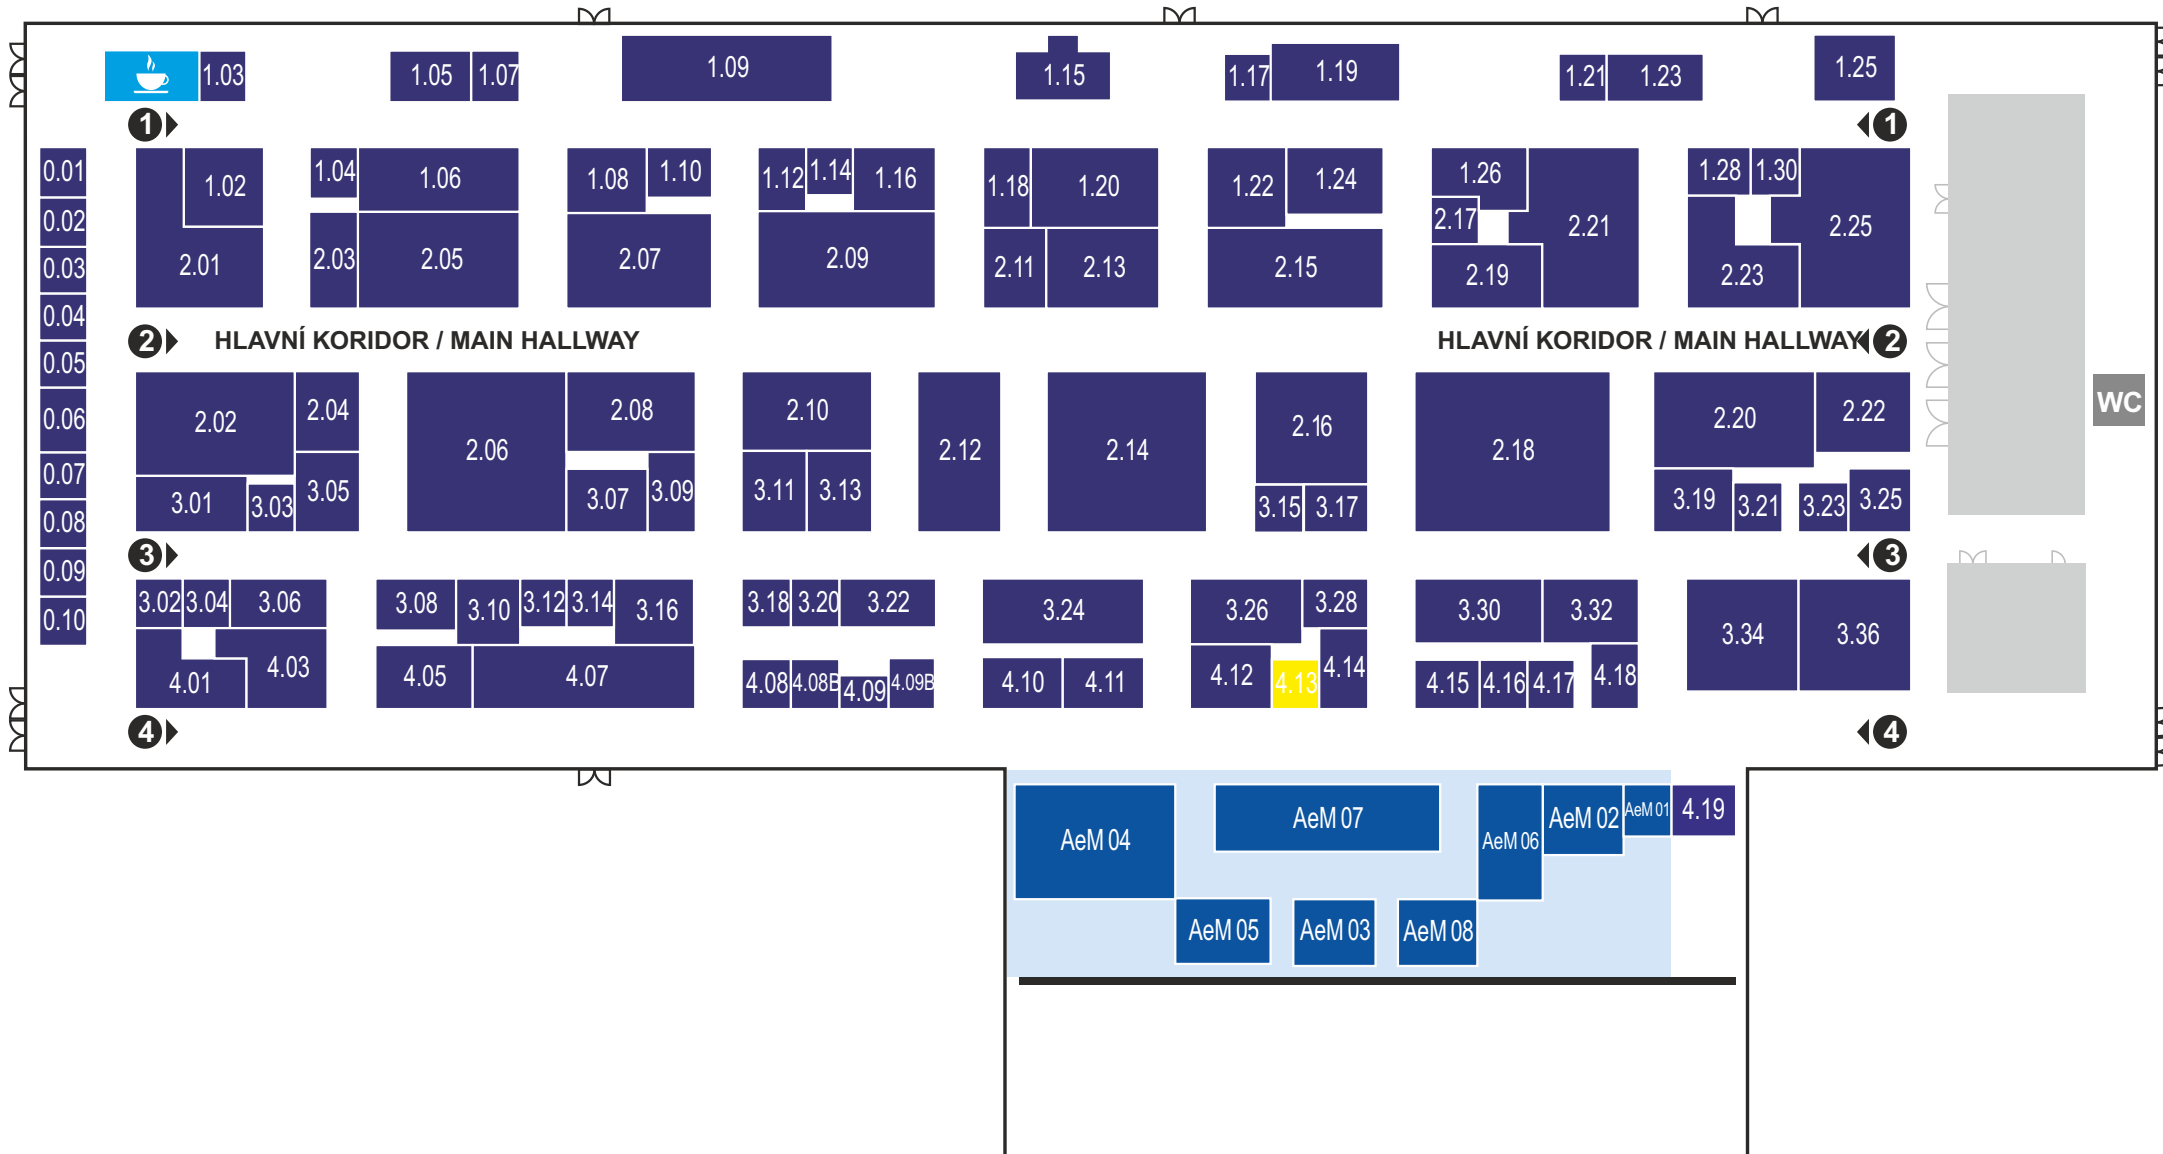 1.03 1.05 1.07 1.09 1.15 1.17 1.19 1.21 1.23 1.25
1 1
0.01 1.02 1.04 1.06 1.08 1.10 1.12 1.14 1.16 1.18 1.20 1.22 1.24 1.26 1.28 1.30
0.02 2.17 2.21 2.25
0.03 2.01 2.03 2.05 2.07 2.09 2.11 2.13 2.15 2.19 2.23
0.04
2 HLAVNÍ KORIDOR / MAIN HALLWAY HLAVNÍ KORIDOR / MAIN HALLWAY 2
0.05
0.06 2.02 2.04 2.06 2.08 2.10 2.12 2.14 2.16 2.18 2.20 2.22 WC
0.07 3.01 3.03 3.05 3.07 3.09 3.11 3.13 3.15 3.17 3.19 3.21 3.23 3.25
0.08
3 3
0.09
0.10 3.02 3.04 3.06 3.08 3.10 3.12 3.14 3.16 3.18 3.20 3.22 3.24 3.26 3.28 3.30 3.32 3.34 3.36
4.01 4.03 4.05 4.07 4.08 4.08B 4.09 4.09B 4.10 4.11 4.12 4.13 4.14 4.15 4.16 4.17 4.18
4 4
AeM 04 AeM 07 AeM 06 AeM 02 AeM 01 4.19
AeM 05 AeM 03 AeM 08